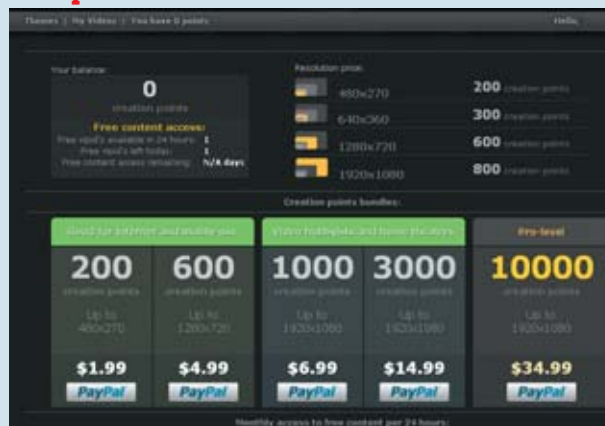 Themes | My Videos | You have 0 points
Hello,
Your balance:
0
creation points
Free content access:
Free vipid's available in 24 hours: 1
Free vipid's left today: 1
Free content access remaining: N/A days
Resolution price:
480x270 200 creation points
640x360 300 creation points
1280x720 600 creation points
1920x1080 800 creation points
Creation points bundles:
Good for internet and mobile use
Video hobbyists and home theaters
Pro-level
200 600 1000 3000 10000
creation points creation points creation points creation points creation points
Up to Up to Up to Up to Up to
480x270 1280x720 1920x1080 1920x1080 1920x1080
$1.99 $4.99 $6.99 $14.99 $34.99
PayPal PayPal PayPal PayPal PayPal
Monthly access to free content per 24 hours: